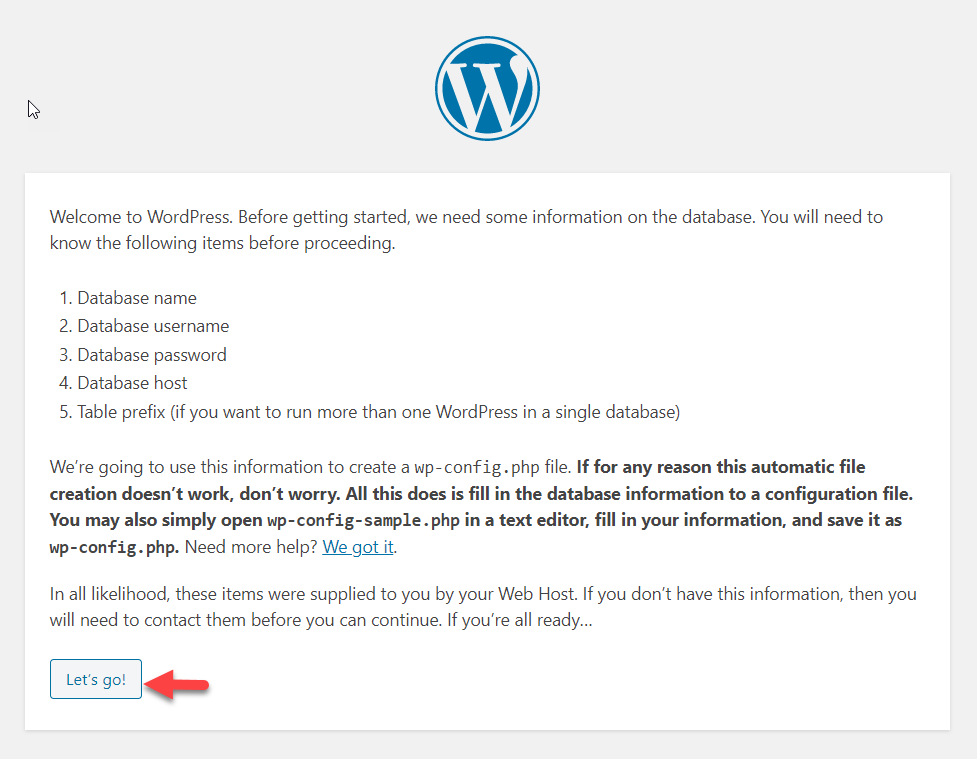 W
Welcome to WordPress. Before getting started, we need some information on the database. You will need to
know the following items before proceeding.
1. Database name
2. Database username
3. Database password
4. Database host
5. Table prefix (if you want to run more than one WordPress in a single database)
We’re going to use this information to create a wp-config.php file. If for any reason this automatic file
creation doesn’t work, don’t worry. All this does is fill in the database information to a configuration file.
You may also simply open wp-config-sample.php in a text editor, fill in your information, and save it as
wp-config.php. Need more help? We got it.
In all likelihood, these items were supplied to you by your Web Host. If you don’t have this information, then you
will need to contact them before you can continue. If you’re all ready…
Let’s go!